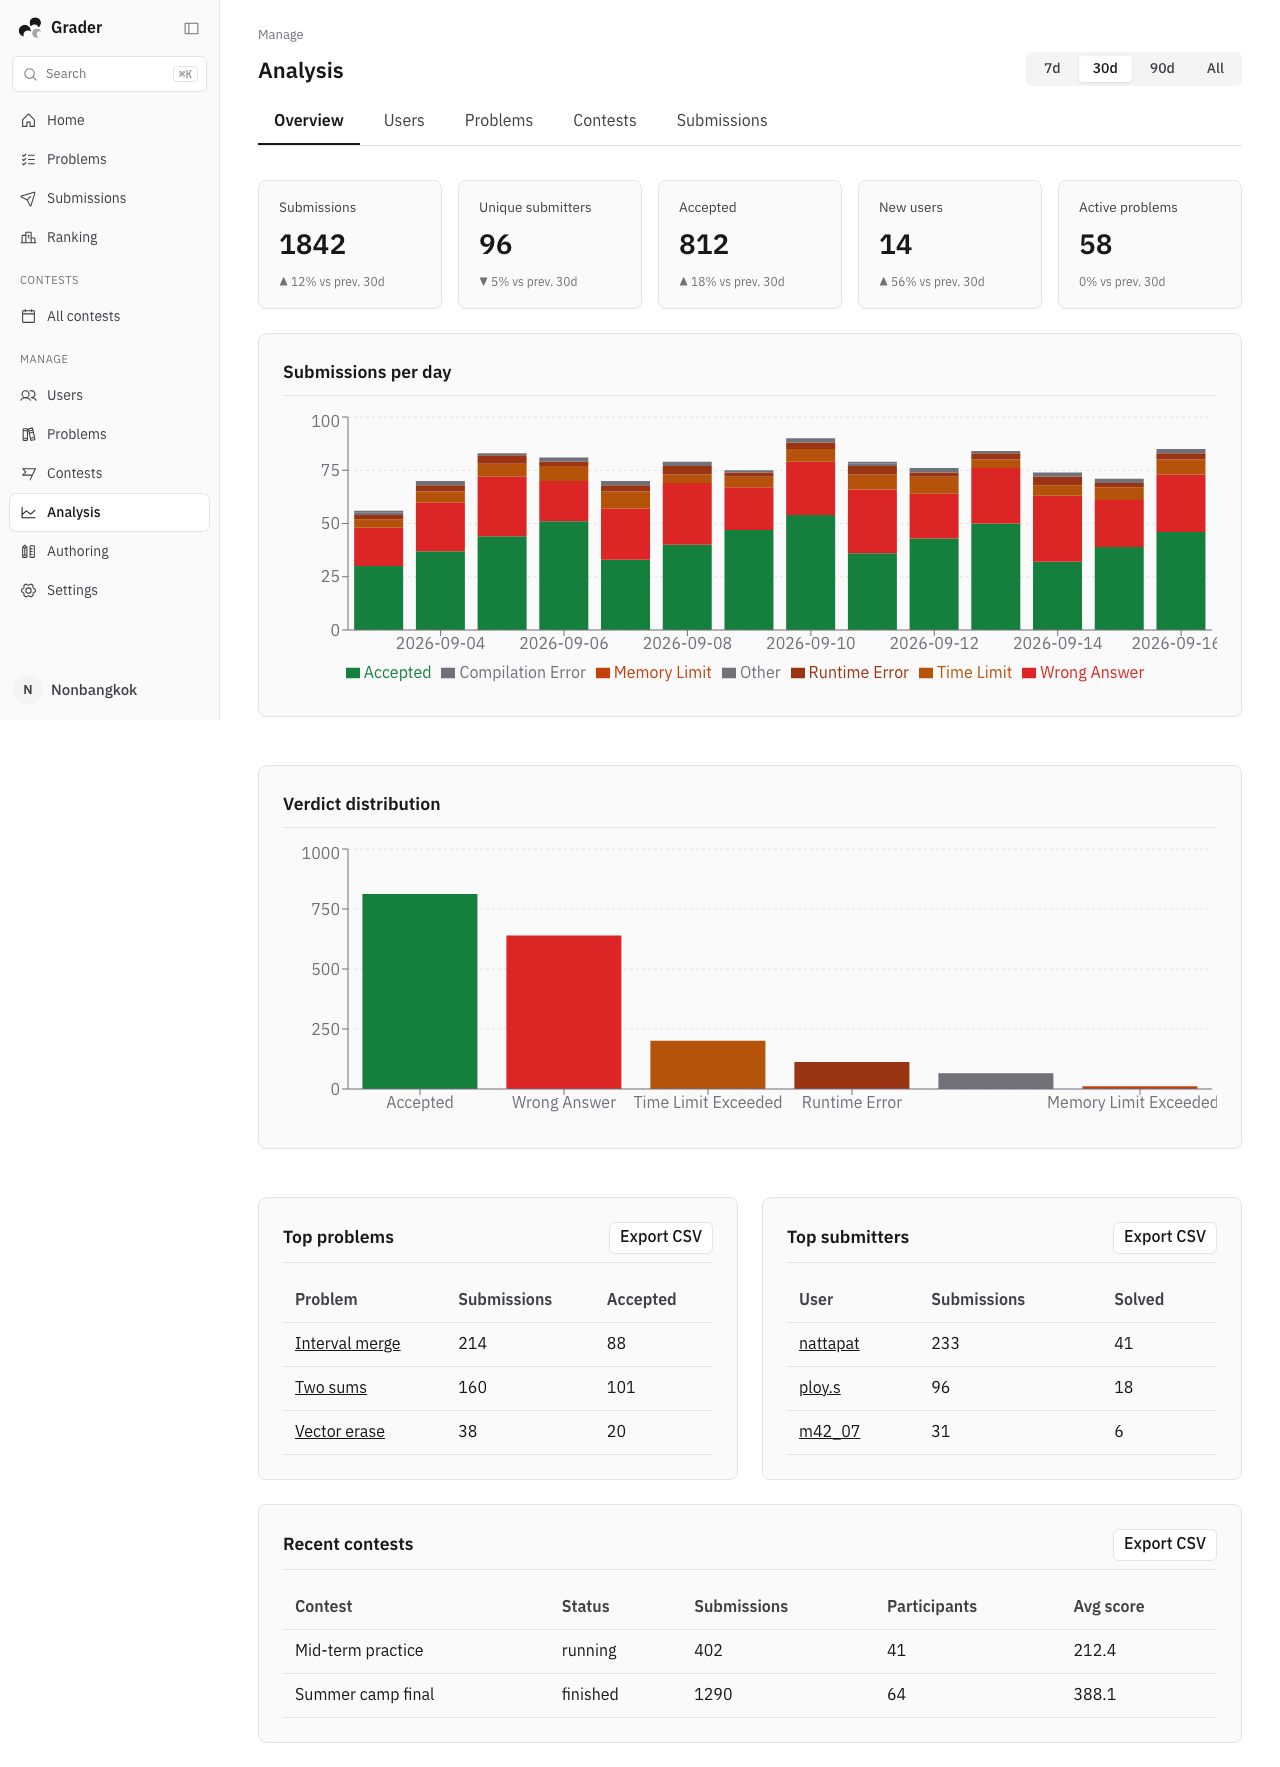 Grader
Search ⌘K
Home
Problems
Submissions
Ranking
CONTESTS
All contests
MANAGE
Users
Problems
Contests
Analysis
Authoring
Settings
N Nonbangkok
Manage
Analysis
7d 30d 90d All
Overview Users Problems Contests Submissions
Submissions
1842
▲ 12% vs prev. 30d
Unique submitters
96
▼ 5% vs prev. 30d
Accepted
812
▲ 18% vs prev. 30d
New users
14
▲ 56% vs prev. 30d
Active problems
58
0% vs prev. 30d
Submissions per day
100
75
50
25
0
2026-09-04 2026-09-06 2026-09-08 2026-09-10 2026-09-12 2026-09-14 2026-09-16
Accepted Compilation Error Memory Limit Other Runtime Error Time Limit Wrong Answer
Verdict distribution
1000
750
500
250
0
Accepted Wrong Answer Time Limit Exceeded Runtime Error Memory Limit Exceeded
Top problems Export CSV
Problem Submissions Accepted
Interval merge 214 88
Two sums 160 101
Vector erase 38 20
Top submitters Export CSV
User Submissions Solved
nattapat 233 41
ploy.s 96 18
m42_07 31 6
Recent contests Export CSV
Contest Status Submissions Participants Avg score
Mid-term practice running 402 41 212.4
Summer camp final finished 1290 64 388.1